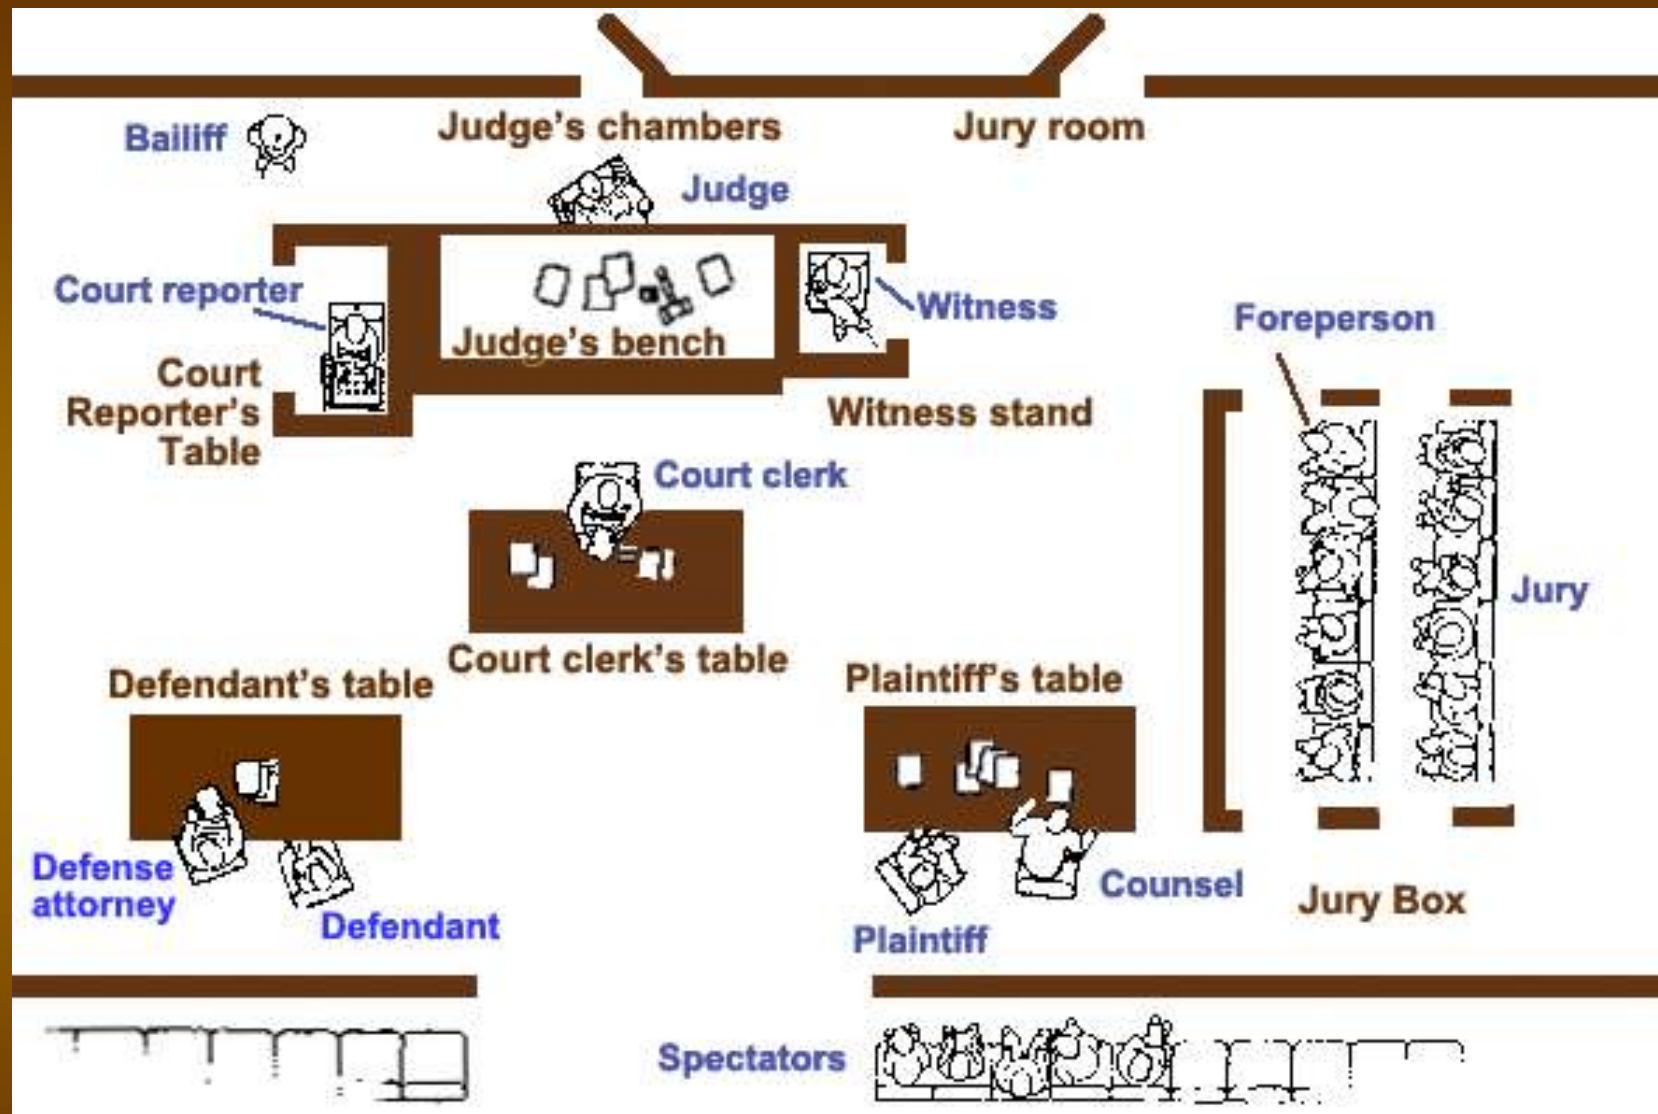 Bailiff
Judge's chambers
Jury room
Judge
Court reporter
Witness
Judge's bench
Foreperson
Court
Reporter's
Table
Witness stand
Court clerk
Jury
Court clerk's table
Defendant's table
Plaintiff's table
Defense
attorney
Defendant
Counsel
Plaintiff
Jury Box
Spectators